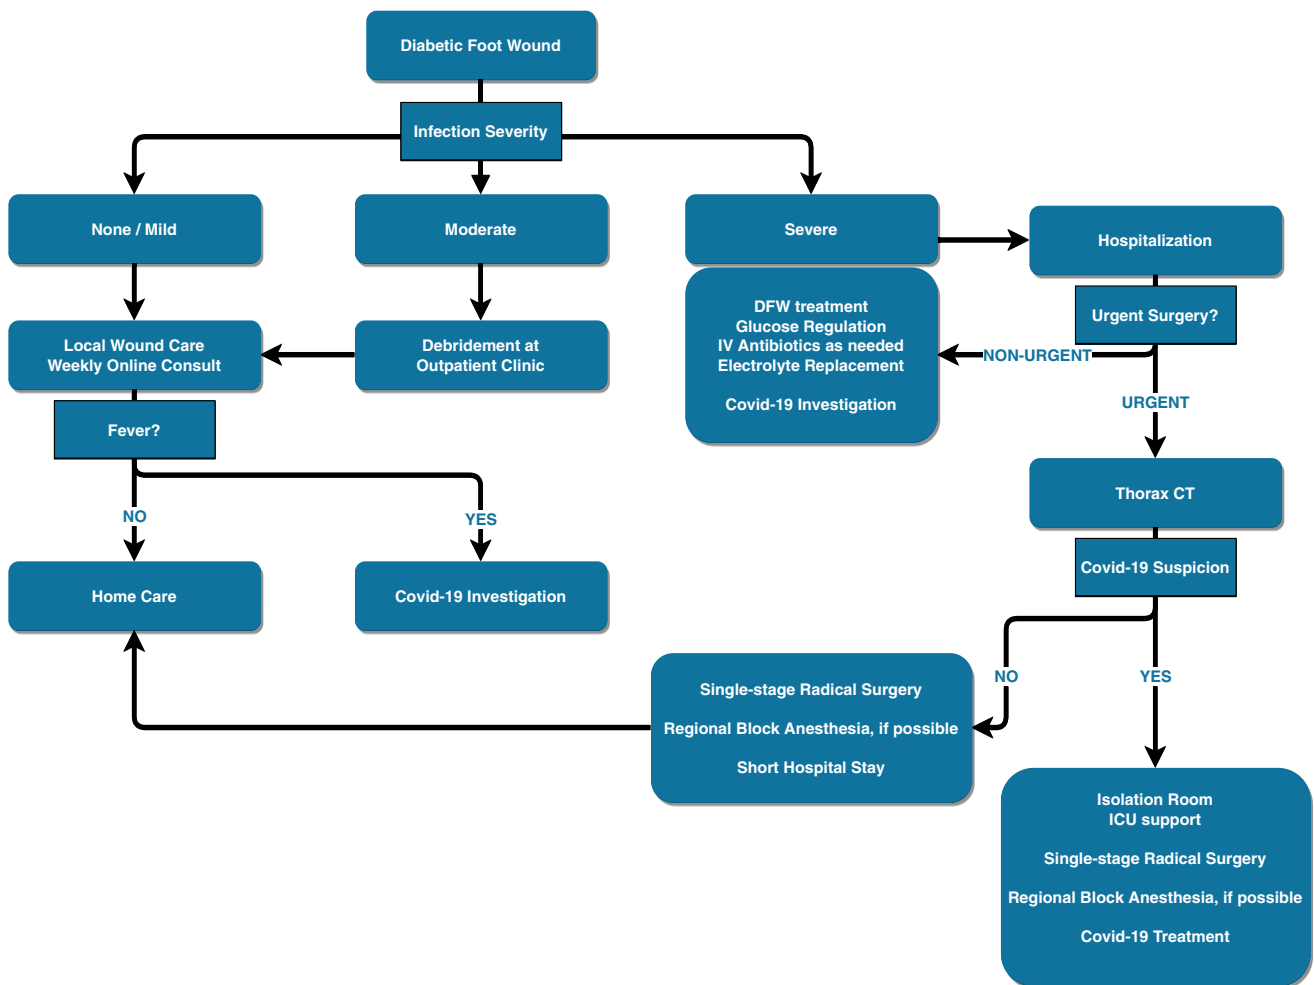 Diabetic Foot Wound
Infection Severity
None / Mild
Moderate
Severe
Hospitalization
DFW treatment
Glucose Regulation
IV Antibiotics as needed
Electrolyte Replacement
Covid-19 Investigation
Urgent Surgery?
NON-URGENT
URGENT
Local Wound Care
Weekly Online Consult
Debridement at
Outpatient Clinic
Fever?
NO
YES
Home Care
Covid-19 Investigation
Thorax CT
Covid-19 Suspicion
NO
YES
Single-stage Radical Surgery
Regional Block Anesthesia, if possible
Short Hospital Stay
Isolation Room
ICU support
Single-stage Radical Surgery
Regional Block Anesthesia, if possible
Covid-19 Treatment